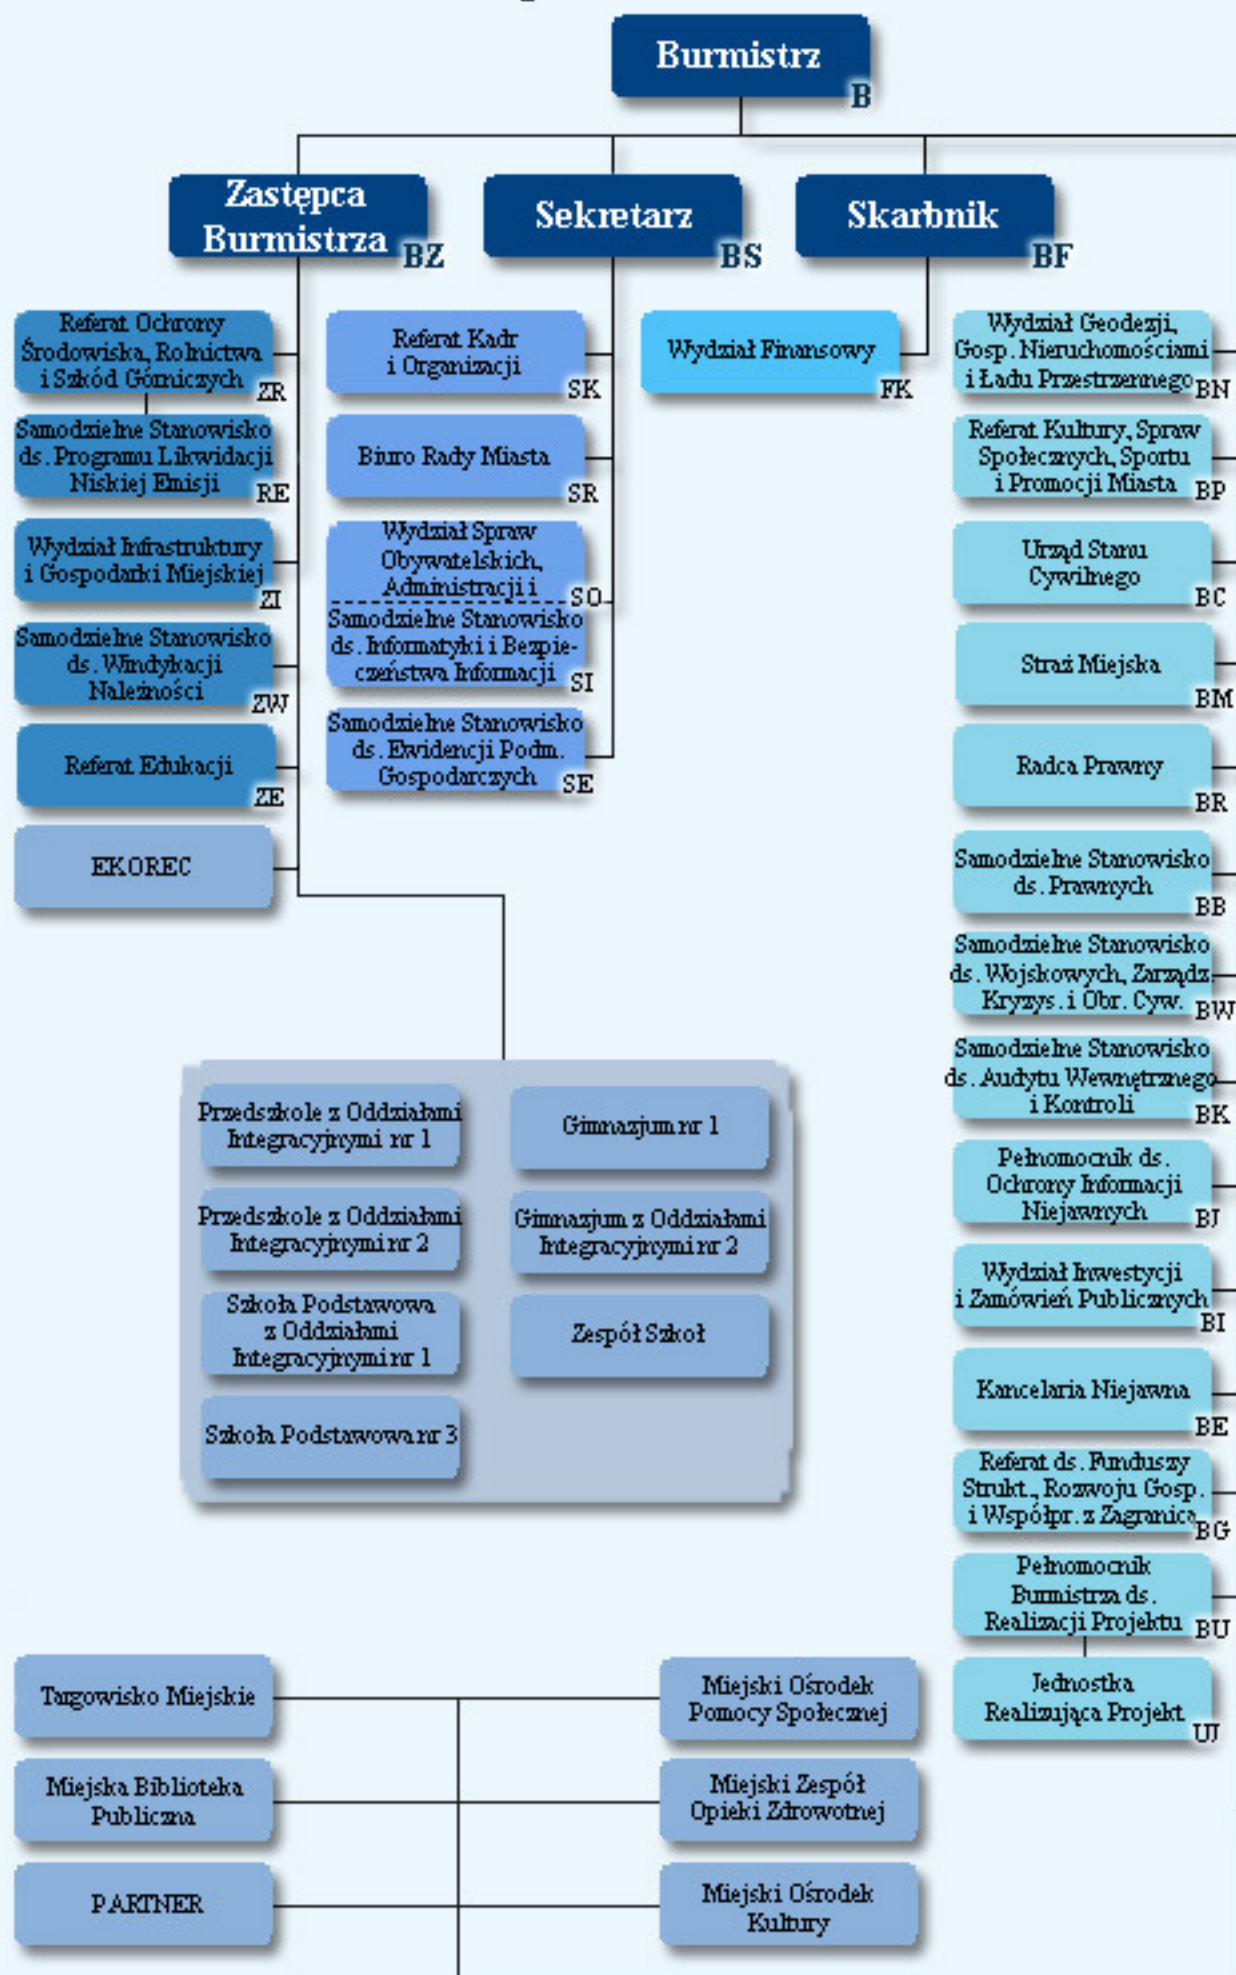 Burmistrz
B
Zastępca
Burmistrza
BZ
Sekretarz
BS
Skarbnik
BF
Referat Ochrony
Środowiska, Rolnictwa
i Szkód Górniczych
ZR
Samodzielne Stanowisko
ds. Programu Likwidacji
Niskiej Emisji
RE
Wydział Infrastruktury
i Gospodarki Miejskiej
ZI
Samodzielne Stanowisko
ds. Windykacji
Należności
ZW
Referat Edukacji
ZE
EKOREC
Referat Kadr
i Organizacji
SK
Biuro Rady Miasta
SR
Wydział Spraw
Obywatelskich,
Administracji i
SO
Samodzielne Stanowisko
ds. Informatyki i Bezpie-
czeństwa Informacji
SI
Samodzielne Stanowisko
ds. Ewidencji Podm.
Gospodarczych
SE
Wydział Finansowy
FK
Wydział Geodezji,
Gosp. Nieruchomościami
i Ładu Przestrzennego
BN
Referat Kultury, Spraw
Społecznych, Sportu
i Promocji Miasta
BP
Urząd Stanu
Cywilnego
BC
Straż Miejska
BM
Radca Prawny
BR
Samodzielne Stanowisko
ds. Prawnych
BB
Samodzielne Stanowisko
ds. Wojskowych, Zarządz.
Kryzys. i Obr. Cyw.
BW
Samodzielne Stanowisko
ds. Audytu Wewnętrznego
i Kontroli
BK
Pełnomocnik ds.
Ochrony Informacji
Niejawnych
BJ
Wydział Inwestycji
i Zamówień Publicznych
BI
Kancelaria Niejawna
BE
Referat ds. Funduszy
Strukt., Rozwoju Gosp.
i Współpr. z Zagranicą
BG
Pełnomocnik
Burmistrza ds.
Realizacji Projektu
BU
Jednostka
Realizująca Projekt
UJ
Przedszkole z Oddziałami
Integracyjnymi nr 1
Przedszkole z Oddziałami
Integracyjnymi nr 2
Szkoła Podstawowa
z Oddziałami
Integracyjnymi nr 1
Szkoła Podstawowa nr 3
Gimnazjum nr 1
Gimnazjum z Oddziałami
Integracyjnymi nr 2
Zespół Szkoł
Targowisko Miejskie
Miejska Biblioteka
Publiczna
PARTNER
Miejski Ośrodek
Pomocy Społecznej
Miejski Zespół
Opieki Zdrowotnej
Miejski Ośrodek
Kultury